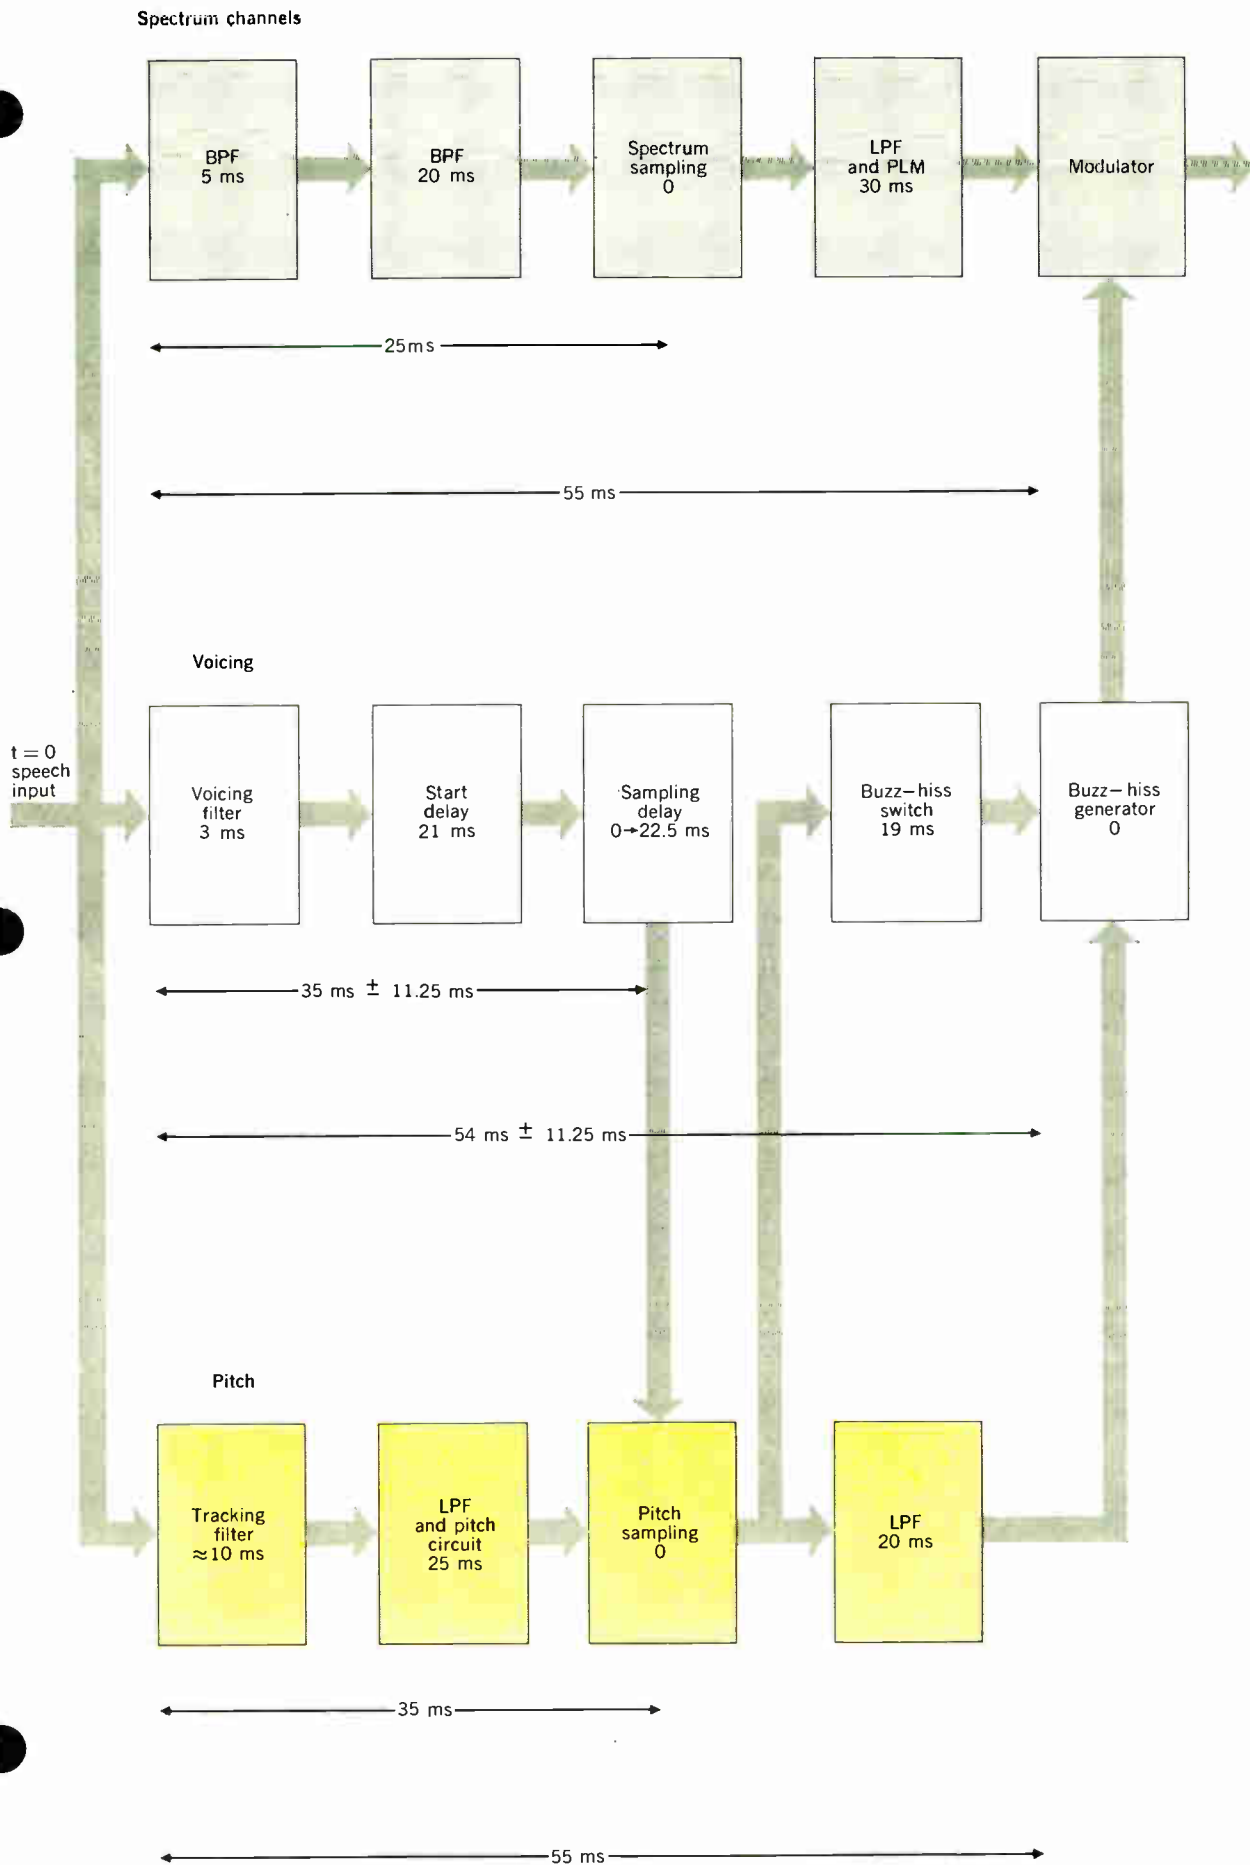 Spectrum channels
BPF
5 ms
BPF
20 ms
Spectrum
sampling
0
LPF
and PLM
30 ms
Modulator
25ms
55 ms
Voicing
t = 0
speech
input
Voicing
filter
3 ms
Start
delay
21 ms
Sampling
delay
0→22.5 ms
Buzz–hiss
switch
19 ms
Buzz–hiss
generator
0
35 ms ± 11.25 ms
54 ms ± 11.25 ms
Pitch
Tracking
filter
≈10 ms
LPF
and pitch
circuit
25 ms
Pitch
sampling
0
LPF
20 ms
35 ms
55 ms